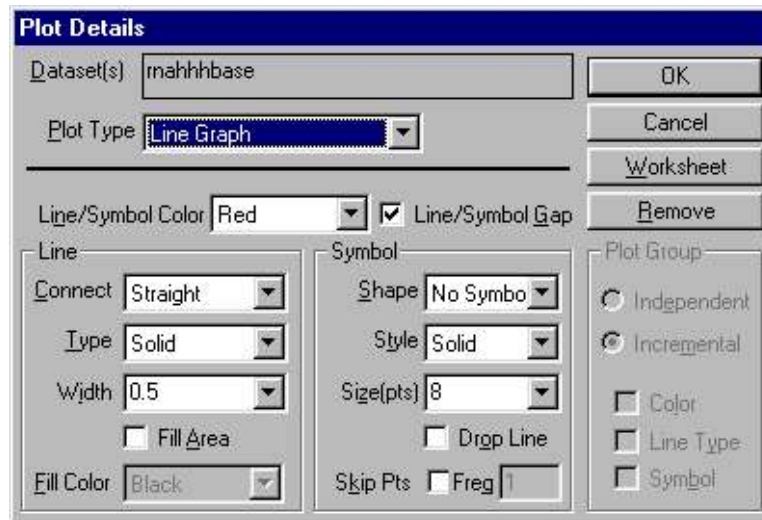 Plot Details
Dataset(s) rnahhhbase
OK
Plot Type Line Graph
Cancel
Worksheet
Line/Symbol Color Red Line/Symbol Gap
Remove
Line
Connect Straight
Type Solid
Width 0.5
Fill Area
Fill Color Black
Symbol
Shape No Symbo
Style Solid
Size(pts) 8
Drop Line
Skip Pts Freg 1
Plot Group
Independent
Incremental
Color
Line Type
Symbol